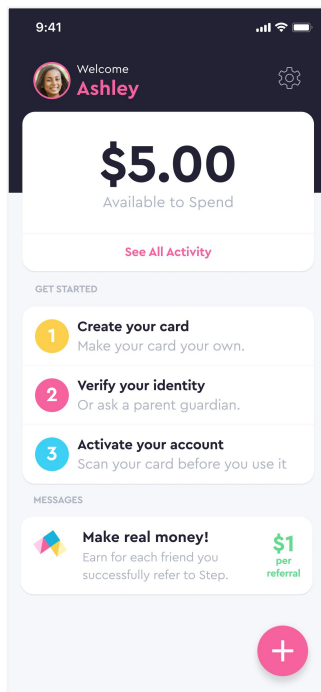 9:41
Welcome
Ashley
$5.00
Available to Spend
See All Activity
GET STARTED
1
Create your card
Make your card your own.
2
Verify your identity
Or ask a parent guardian.
3
Activate your account
Scan your card before you use it
MESSAGES
Make real money!
Earn for each friend you
successfully refer to Step.
$1
per
referral